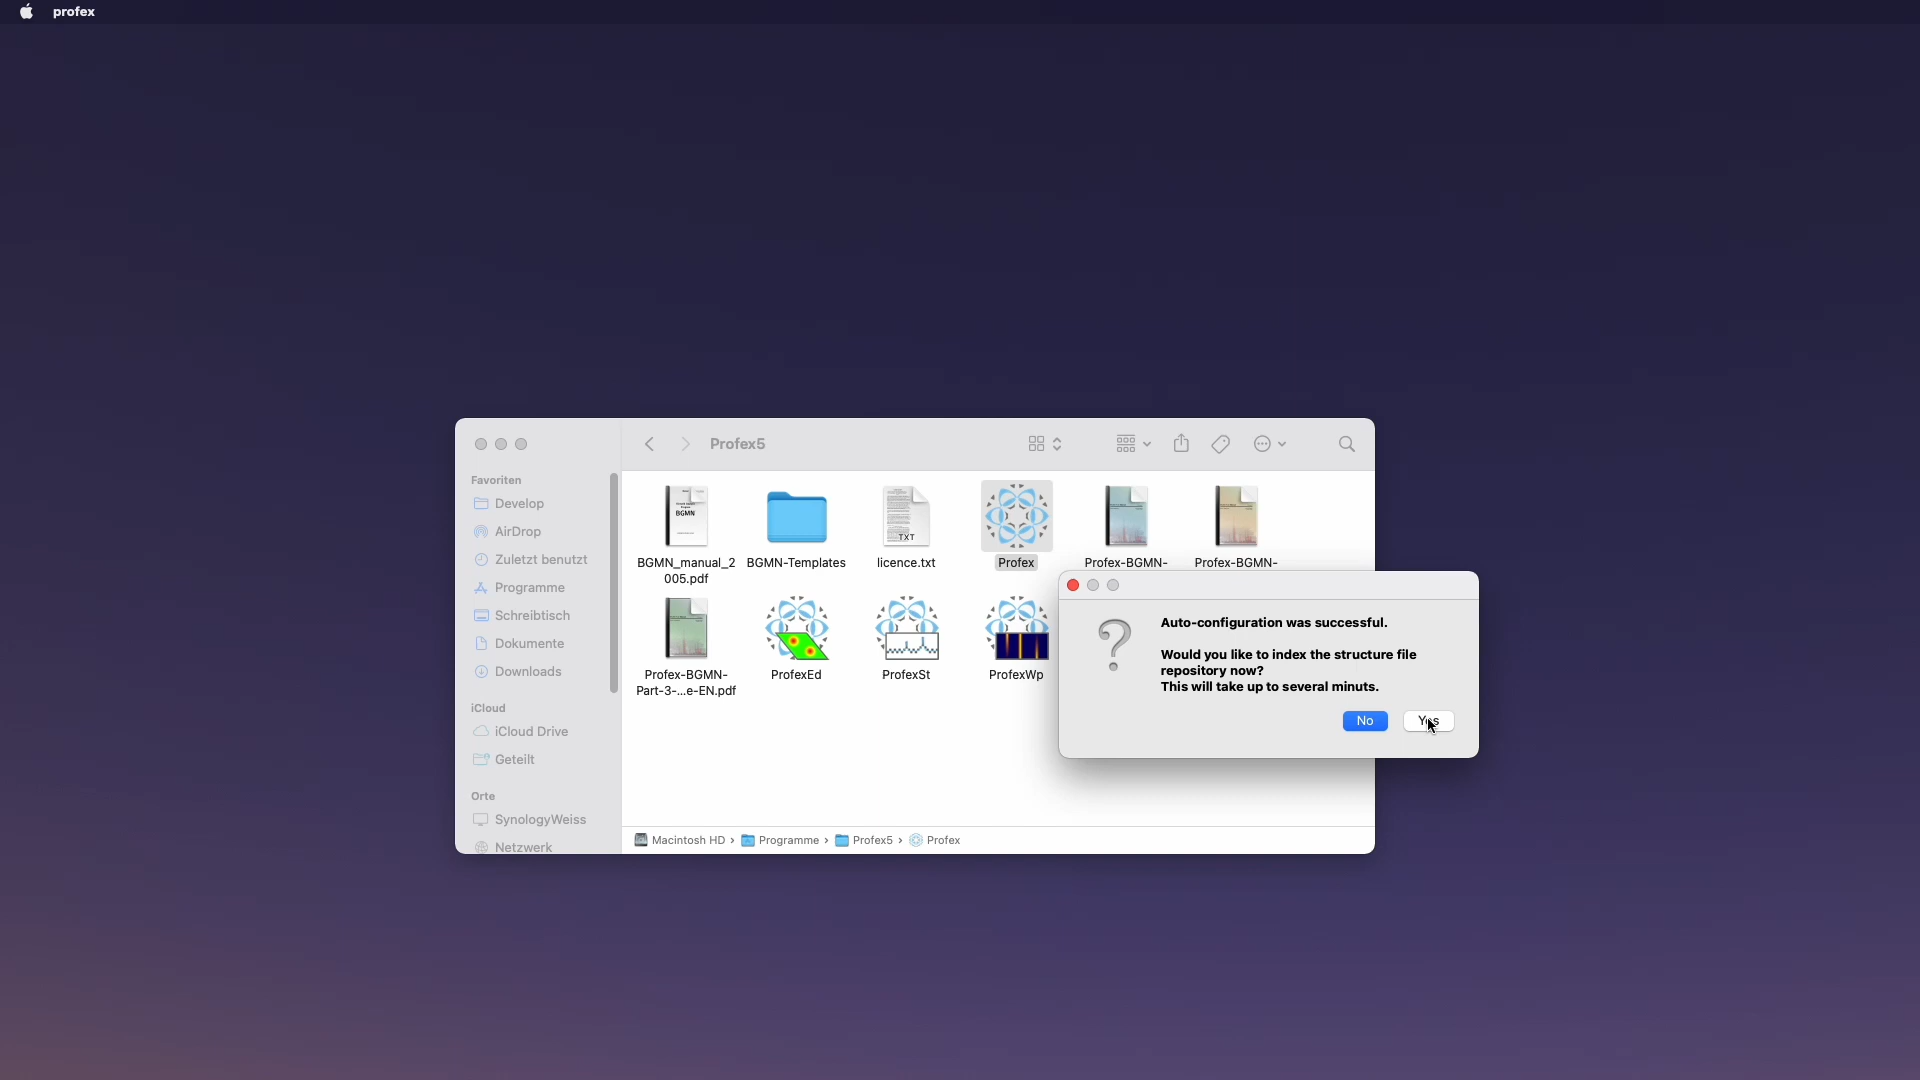 profex
Profex5
Favoriten
Develop
AirDrop
Zuletzt benutzt
Programme
Schreibtisch
Dokumente
Downloads
iCloud
iCloud Drive
Geteilt
Orte
SynologyWeiss
Netzwerk
BGMN
TXT
BGMN_manual_2
005.pdf
BGMN-Templates
licence.txt
Profex
Profex-BGMN-
Profex-BGMN-
Profex-BGMN-
Part-3-...e-EN.pdf
ProfexEd
ProfexSt
ProfexWp
Auto-configuration was successful.
Would you like to index the structure file
repository now?
This will take up to several minuts.
No
Yes
Macintosh HD › Programme › Profex5 › Profex